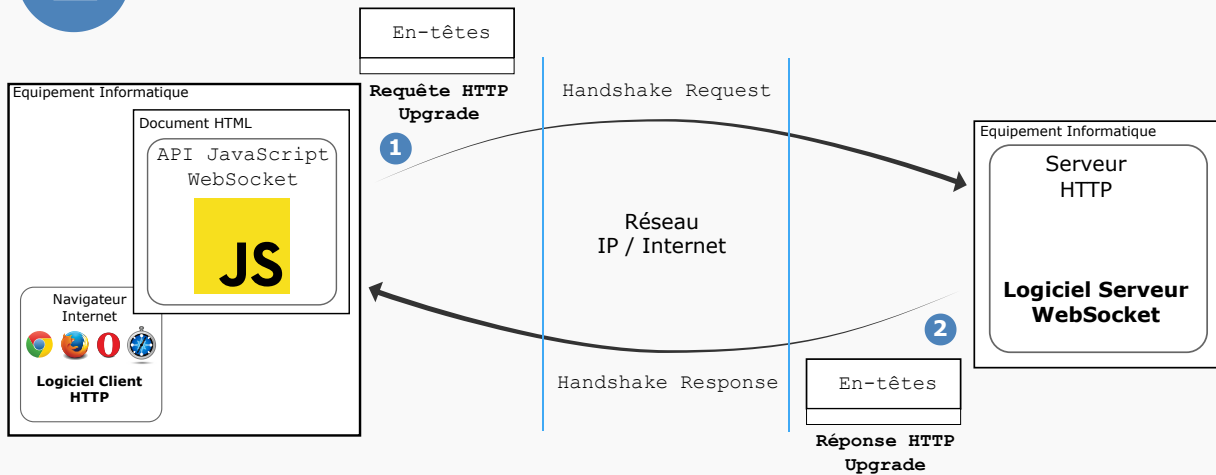 En-têtes
Requête HTTP
Upgrade
Handshake Request
1
Equipement Informatique
Document HTML
API JavaScript
WebSocket
JS
Navigateur
Internet
Logiciel Client
HTTP
Réseau
IP / Internet
Equipement Informatique
Serveur
HTTP
Logiciel Serveur
WebSocket
2
Handshake Response
En-têtes
Réponse HTTP
Upgrade